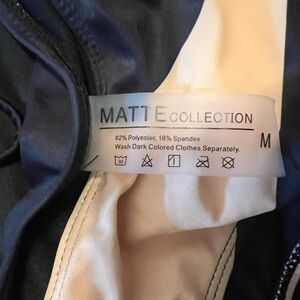 MATTE COLLECTION
82% Polyester, 18% Spandex
Wash Dark Colored Clothes Separately.
M